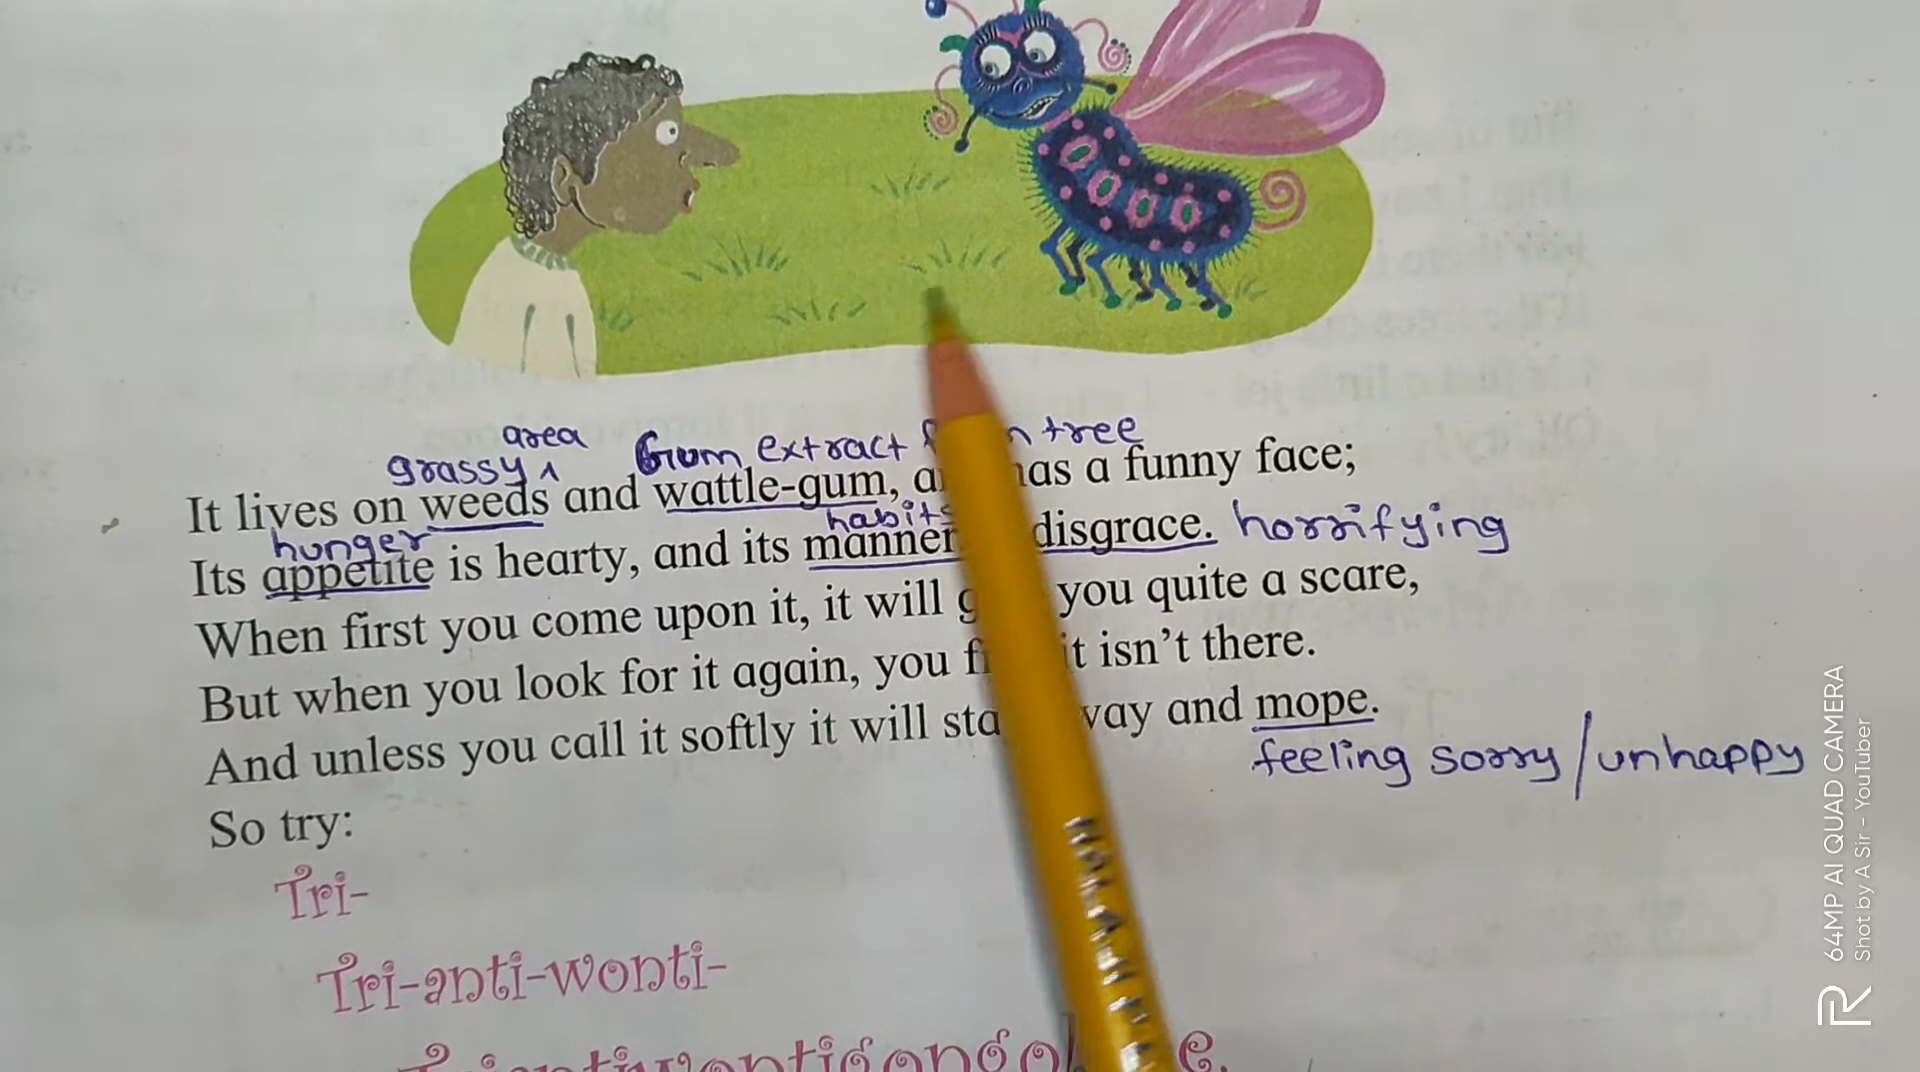 area
grassy ^ Gum extract tree
It lives on weeds and wattle-gum, has a funny face;
hunger habits
Its appetite is hearty, and its manner disgrace. horrifying
When first you come upon it, it will you quite a scare,
But when you look for it again, you it isn't there.
And unless you call it softly it will and mope.
feeling sorry / unhappy
So try:
Tri-
Tri-anti-wonti-
64MP AI QUAD CAMERA
Shot by A Sir - YouTuber